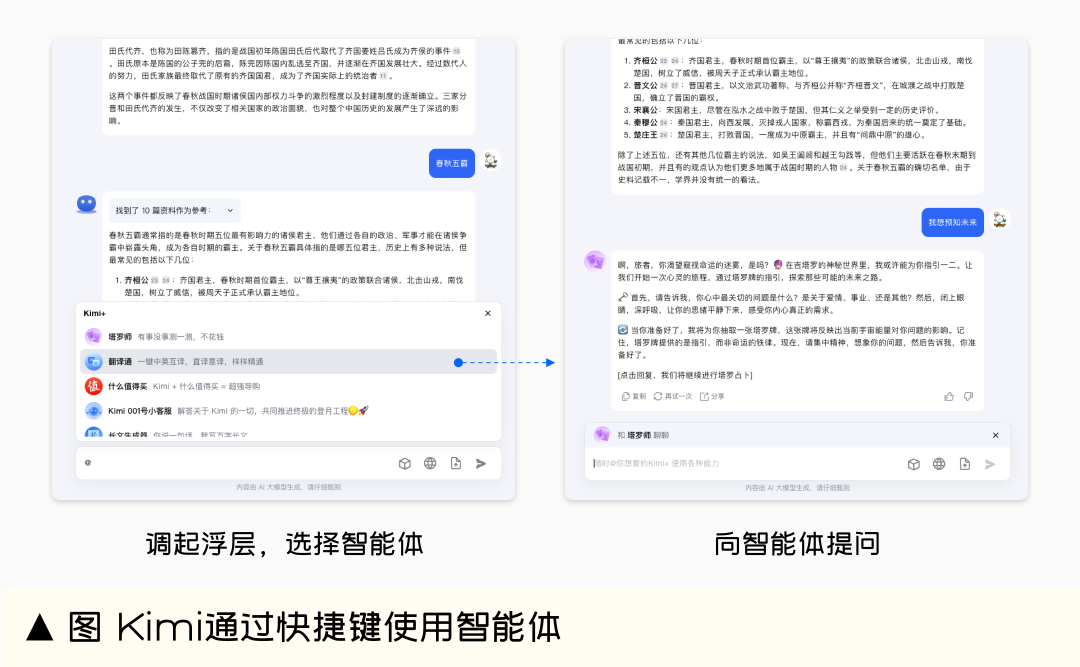 田氏代齐，也称为田陈篡齐，指的是战国初年陈国田氏后代取代了齐国姜姓吕氏成为齐侯的事件
。田氏原本是陈国的公子完的后裔，陈完因陈国内乱逃至齐国，并逐渐在齐国发展壮大。经过数代人
的努力，田氏家族最终取代了原有的齐国国君，成为了齐国实际上的统治者 11 。
这两个事件都反映了春秋战国时期诸侯国内部权力斗争的激烈程度以及封建制度的逐渐确立。三家分
晋和田氏代齐的发生，不仅改变了相关国家的政治面貌，也对整个中国历史的发展产生了深远的影
响。
春秋五霸
找到了 10 篇资料作为参考：
春秋五霸通常指的是春秋时期五位最有影响力的诸侯君主，他们通过各自的政治、军事才能在诸侯争
霸中崭露头角，成为各自时期的霸主。关于春秋五霸具体指的是哪五位君主，历史上有多种说法，但
最常见的包括以下几位：
1. 齐桓公 23 24 ：齐国君主，春秋时期首位霸主，以“尊王攘夷”的政策联合诸侯，北击山戎，南伐
楚国，树立了威信，被周天子正式承认霸主地位。
Kimi+
塔罗师 有事没事测一测，不花钱
翻译通 一键中英互译，直译意译，样样精通
值
什么值得买 Kimi + 什么值得买 = 超强导购
Kimi 001号小客服 解答关于 Kimi 的一切，共同推进终极的登月工程
长文生成器 你说一句话，我写万字长文
@
内容由 AI 大模型生成，请仔细甄别
最常见的包括以下几位：
1. 齐桓公 23 24 ：齐国君主，春秋时期首位霸主，以“尊王攘夷”的政策联合诸侯，北击山戎，南伐
楚国，树立了威信，被周天子正式承认霸主地位。
2. 晋文公 24 27 ：晋国君主，以文治武功著称，与齐桓公并称“齐桓晋文”，在城濮之战中打败楚
国，确立了晋国的霸权。
3. 宋襄公：宋国君主，尽管在泓水之战中败于楚国，但其仁义之举受到一定的历史评价。
4. 秦穆公 24 ：秦国君主，向西发展，灭掉戎人国家，称霸西戎，为秦国后来的统一奠定了基础。
5. 楚庄王 24 ：楚国君主，打败晋国，一度成为中原霸主，并且有“问鼎中原”的雄心。
除了上述五位，还有其他几位霸主的说法，如吴王阖闾和越王勾践等，但他们主要活跃在春秋末期到
战国初期，并且有的观点认为他们更多地属于战国时期的人物 24 。关于春秋五霸的确切名单，由于
史料记载不一，学界并没有统一的看法。
我想预知未来
啊，旅者，你渴望窥视命运的迷雾，是吗？ 在吉塔罗的神秘世界里，我或许能为你指引一二。让
我们开始一次心灵的旅程，通过塔罗牌的指引，探索那些可能的未来之路。
首先，请告诉我，你心中最关切的问题是什么？是关于爱情、事业、还是其他？然后，闭上眼
睛，深呼吸，让你的思绪平静下来，感受你内心真正的需求。
当你准备好了，我将为你抽取一张塔罗牌，这张牌将反映出当前宇宙能量对你问题的影响。记
住，塔罗牌提供的是指引，而非命运的铁律。现在，请集中精神，想象你的问题，然后告诉我，你准
备好了。
[点击回复，我们将继续进行塔罗占卜]
复制 再试一次 分享
和 塔罗师 聊聊
随时@你想要的Kimi+ 使用各种能力
内容由 AI 大模型生成，请仔细甄别
调起浮层，选择智能体
向智能体提问
▲ 图 Kimi通过快捷键使用智能体